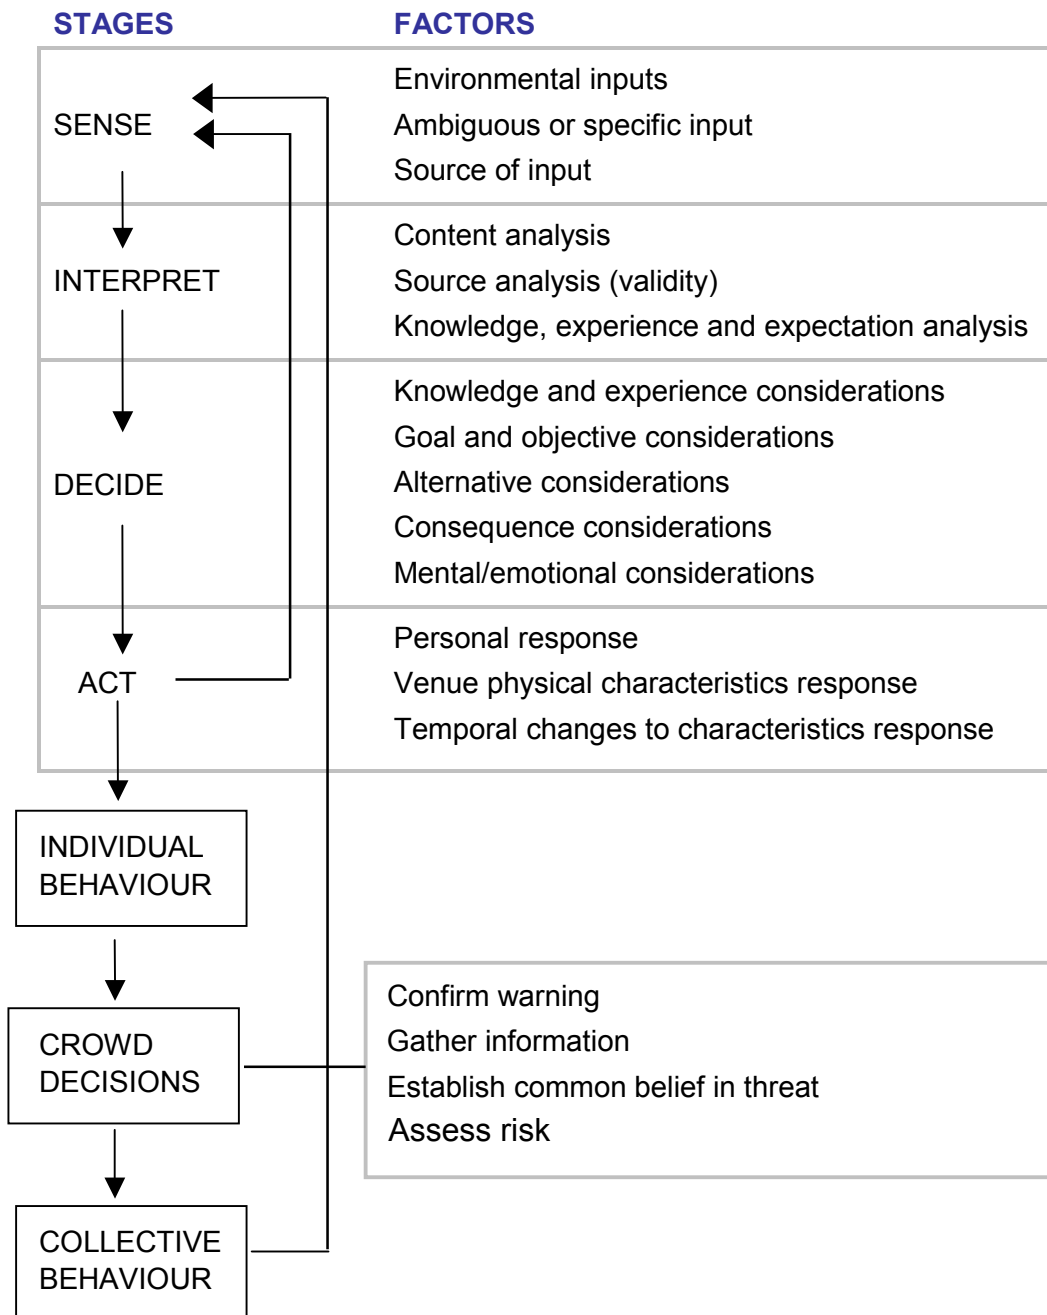 STAGES FACTORS
SENSE
Environmental inputs
Ambiguous or specific input
Source of input
INTERPRET
Content analysis
Source analysis (validity)
Knowledge, experience and expectation analysis
DECIDE
Knowledge and experience considerations
Goal and objective considerations
Alternative considerations
Consequence considerations
Mental/emotional considerations
ACT
Personal response
Venue physical characteristics response
Temporal changes to characteristics response
INDIVIDUAL
BEHAVIOUR
CROWD
DECISIONS
Confirm warning
Gather information
Establish common belief in threat
Assess risk
COLLECTIVE
BEHAVIOUR